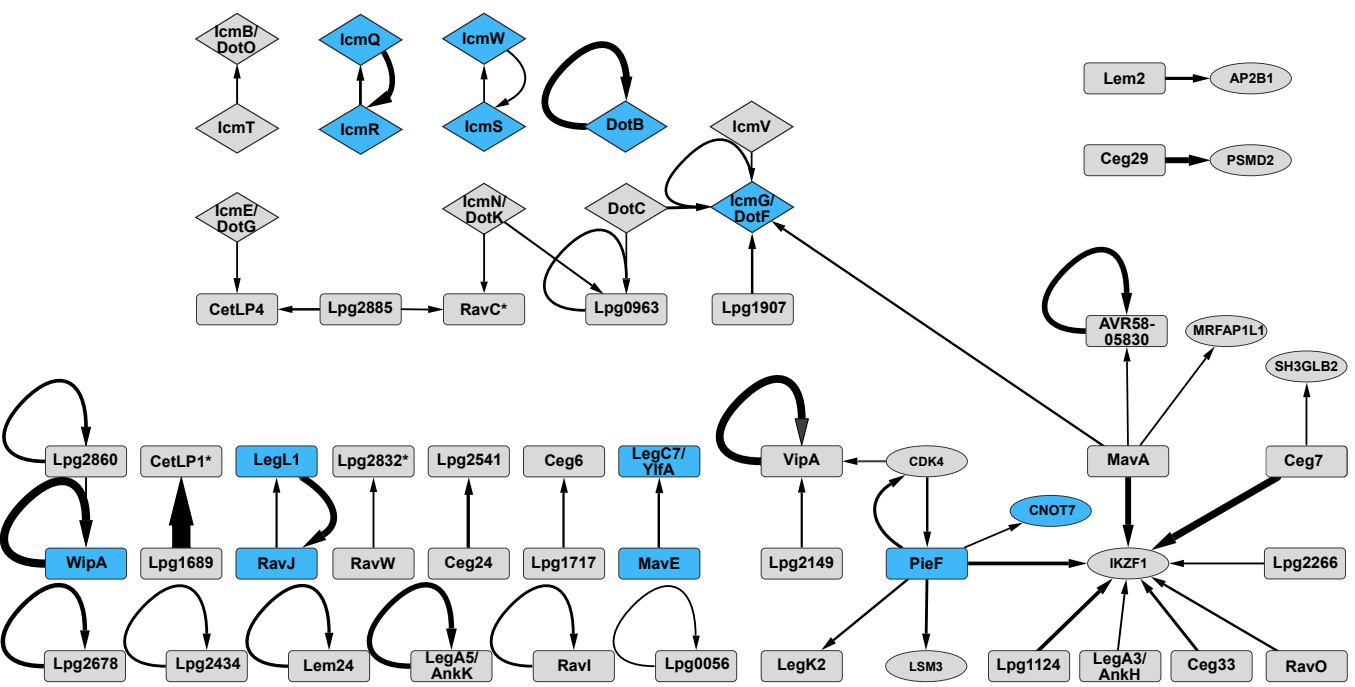 IcmB/
DotO
IcmQ
IcmW
Lem2
AP2B1
IcmT
IcmR
IcmS
DotB
IcmV
Ceg29
PSMD2
IcmE/
DotG
IcmN/
DotK
DotC
IcmG/
DotF
CetLP4
Lpg2885
RavC*
Lpg0963
Lpg1907
AVR58-
05830
MRFAP1L1
SH3GLB2
Lpg2860
CetLP1*
LegL1
Lpg2832*
Lpg2541
Ceg6
LegC7/
YlfA
VipA
CDK4
MavA
Ceg7
CNOT7
WipA
Lpg1689
RavJ
RavW
Ceg24
Lpg1717
MavE
Lpg2149
PieF
IKZF1
Lpg2266
Lpg2678
Lpg2434
Lem24
LegA5/
AnkK
RavI
Lpg0056
LegK2
LSM3
Lpg1124
LegA3/
AnkH
Ceg33
RavO